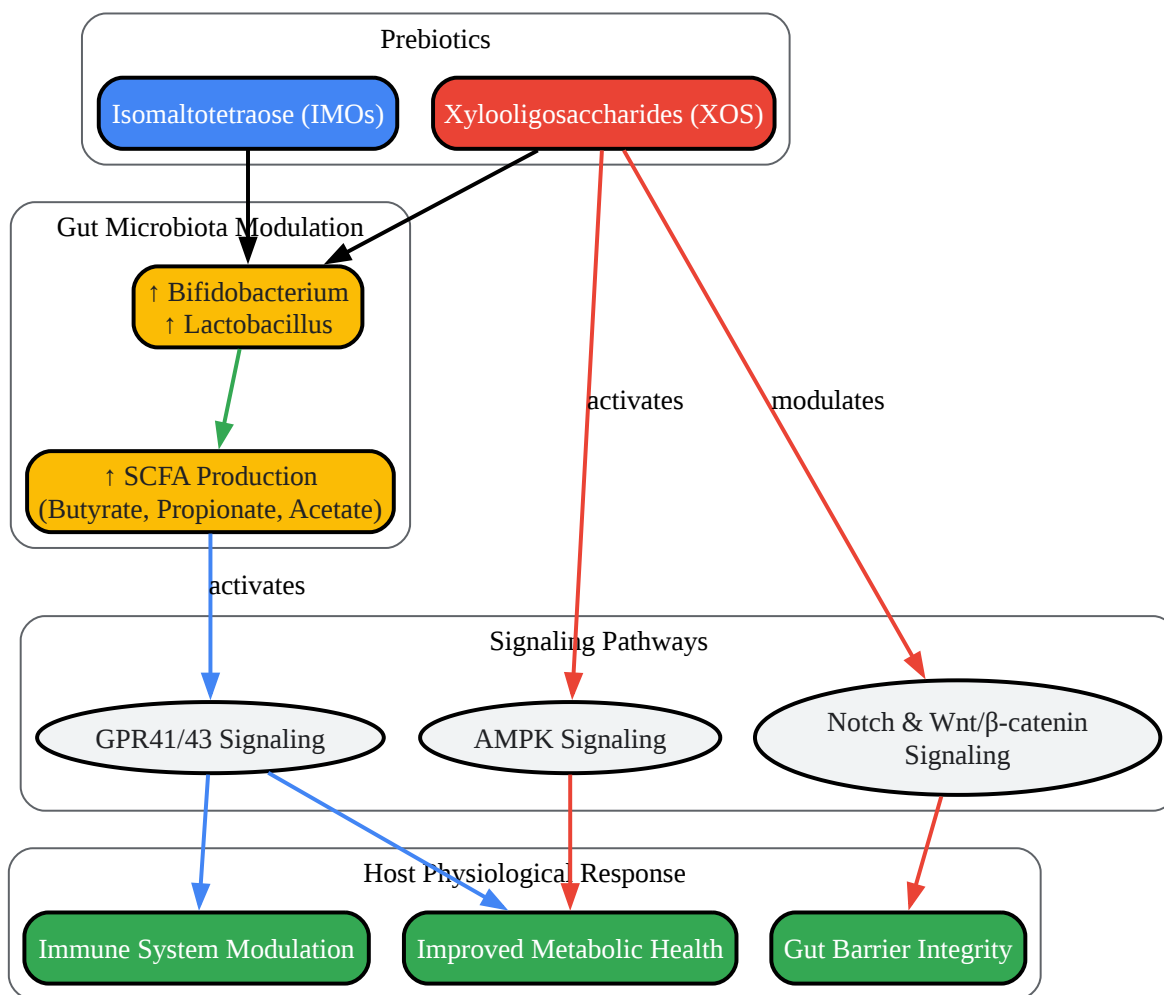 Prebiotics
Isomaltotetraose (IMOs)
Xylooligosaccharides (XOS)
Gut Microbiota Modulation
↑ Bifidobacterium
↑ Lactobacillus
activates
modulates
↑ SCFA Production
(Butyrate, Propionate, Acetate)
activates
Signaling Pathways
GPR41/43 Signaling
AMPK Signaling
Notch & Wnt/β-catenin
Signaling
Host Physiological Response
Immune System Modulation
Improved Metabolic Health
Gut Barrier Integrity